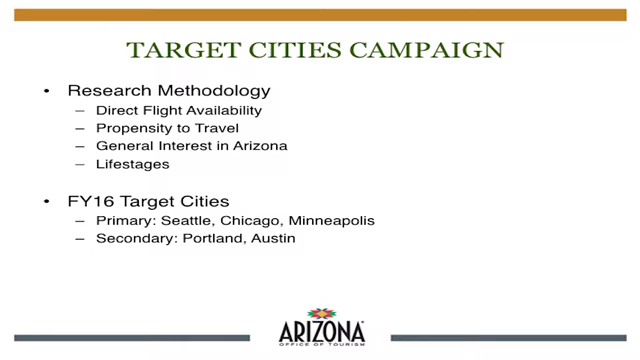 TARGET CITIES CAMPAIGN
• Research Methodology
– Direct Flight Availability
– Propensity to Travel
– General Interest in Arizona
– Lifestages
• FY16 Target Cities
– Primary: Seattle, Chicago, Minneapolis
– Secondary: Portland, Austin
ARIZONA
OFFICE OF TOURISM